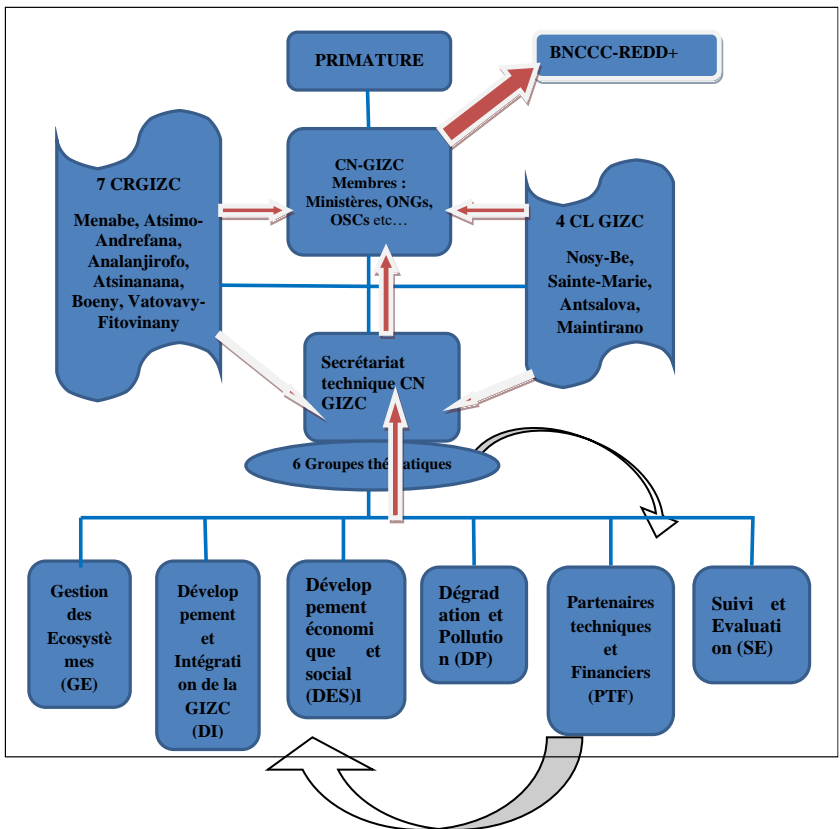 PRIMATURE
BNCCC-REDD+
7 CRGIZC
Menabe, Atsimo-
Andrefana,
Analanjirofo,
Atsinanana,
Boeny, Vatovavy-
Fitovinany
CN-GIZC
Membres :
Ministères, ONGs,
OSCs etc…
4 CL GIZC
Nosy-Be,
Sainte-Marie,
Antsalova,
Maintirano
Secrétariat
technique CN
GIZC
6 Groupes thématiques
Gestion
des
Ecosystè
mes
(GE)
Dévelop
pement
et
Intégrati
on de la
GIZC
(DI)
Dévelop
pement
économi
que et
social
(DES)l
Dégrad
ation et
Pollutio
n (DP)
Partenaires
techniques
et
Financiers
(PTF)
Suivi et
Evaluati
on (SE)